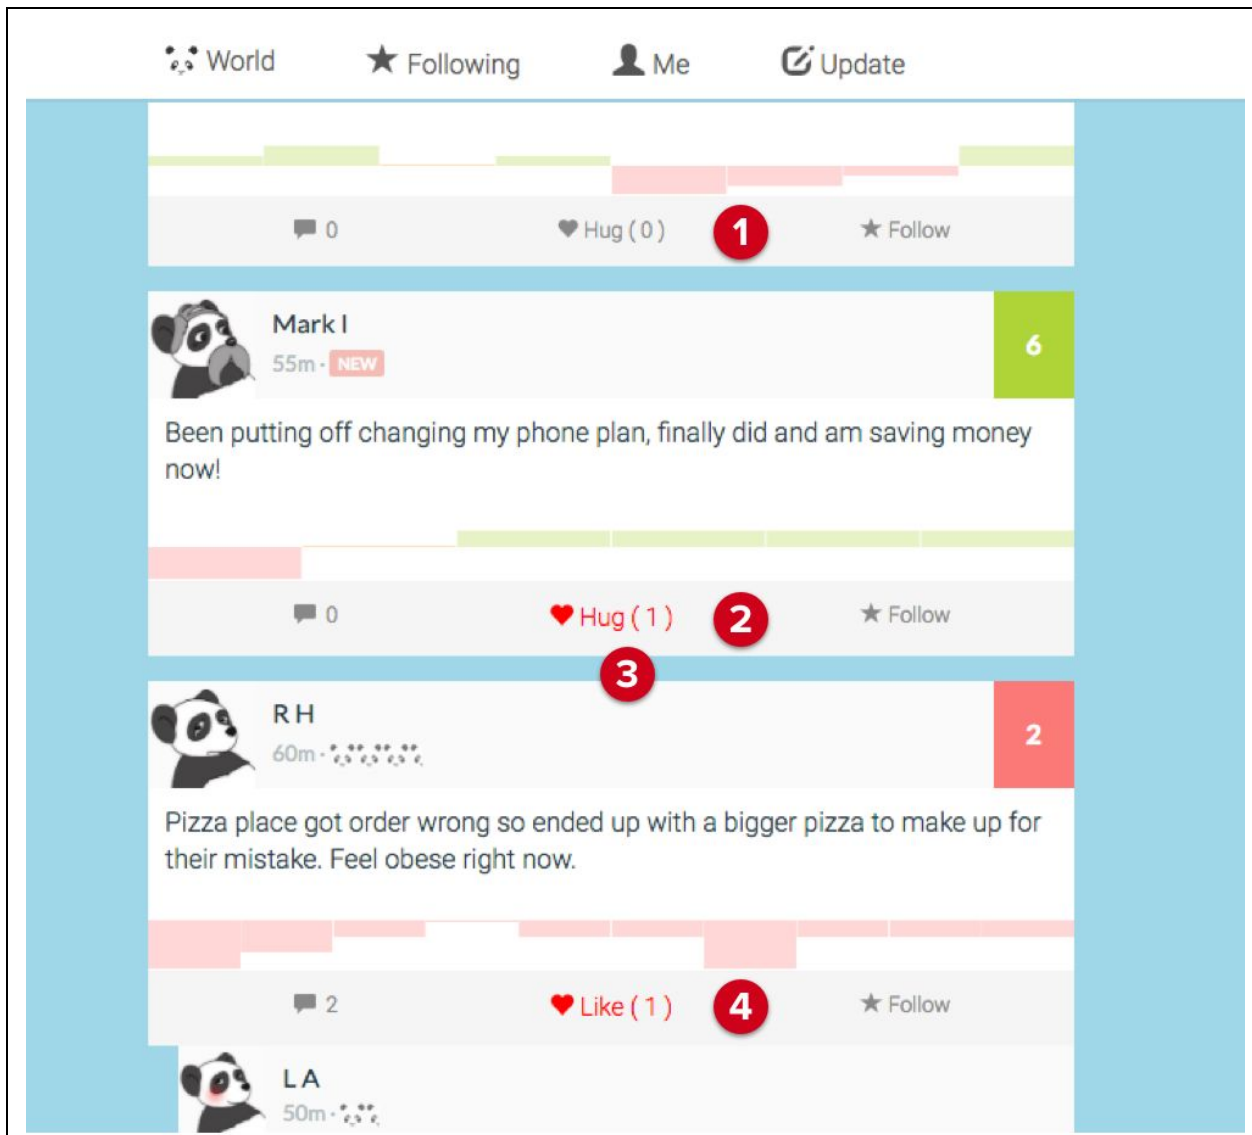 World Following Me Update
0 Hug ( 0 ) 1 Follow
Mark I
6
55m · NEW
Been putting off changing my phone plan, finally did and am saving money
now!
0 Hug ( 1 ) 2 Follow
3
R H
2
60m ·
Pizza place got order wrong so ended up with a bigger pizza to make up for
their mistake. Feel obese right now.
2 Like ( 1 ) 4 Follow
L A
50m ·